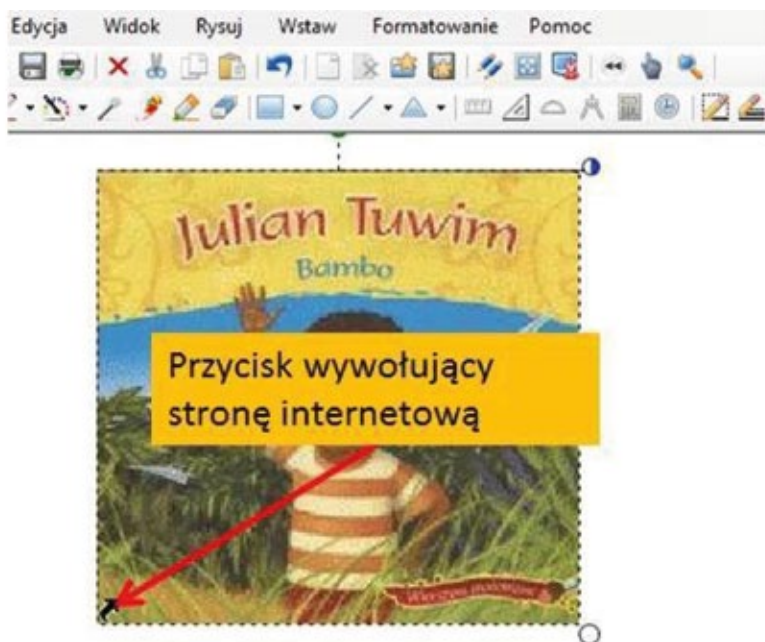 Edycja Widok Rysuj Wstaw Formatowanie Pomoc
Julian Tuwim
Bambo
Przycisk wywołujący
stronę internetową